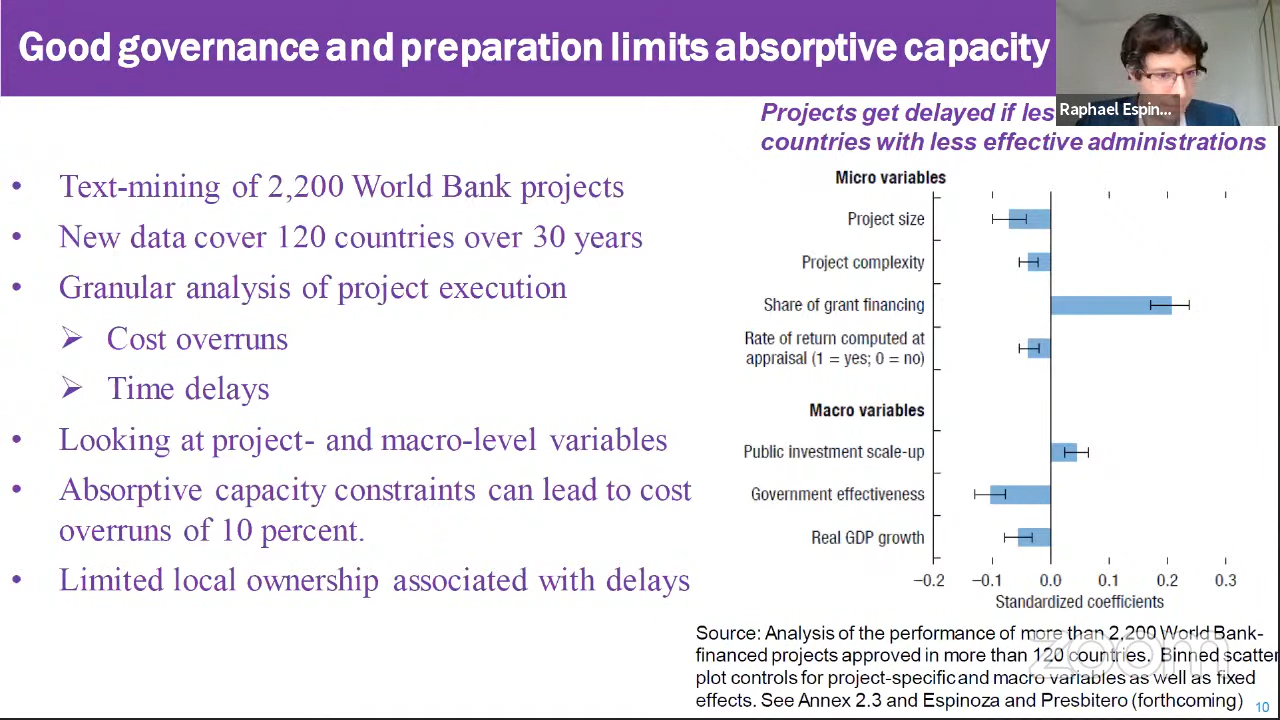 Good governance and preparation limits absorptive capacity
Raphael Espin...
Projects get delayed if les
countries with less effective administrations
• Text-mining of 2,200 World Bank projects
• New data cover 120 countries over 30 years
• Granular analysis of project execution
➢ Cost overruns
➢ Time delays
• Looking at project- and macro-level variables
• Absorptive capacity constraints can lead to cost
overruns of 10 percent.
• Limited local ownership associated with delays
Micro variables
Project size
Project complexity
Share of grant financing
Rate of return computed at
appraisal (1 = yes; 0 = no)
Macro variables
Public investment scale-up
Government effectiveness
Real GDP growth
−0.2 −0.1 0.0 0.1 0.2 0.3
Standardized coefficients
Source: Analysis of the performance of more than 2,200 World Bank-
financed projects approved in more than 120 countries. Binned scatter
plot controls for project-specific and macro variables as well as fixed
effects. See Annex 2.3 and Espinoza and Presbitero (forthcoming)
zoom
10